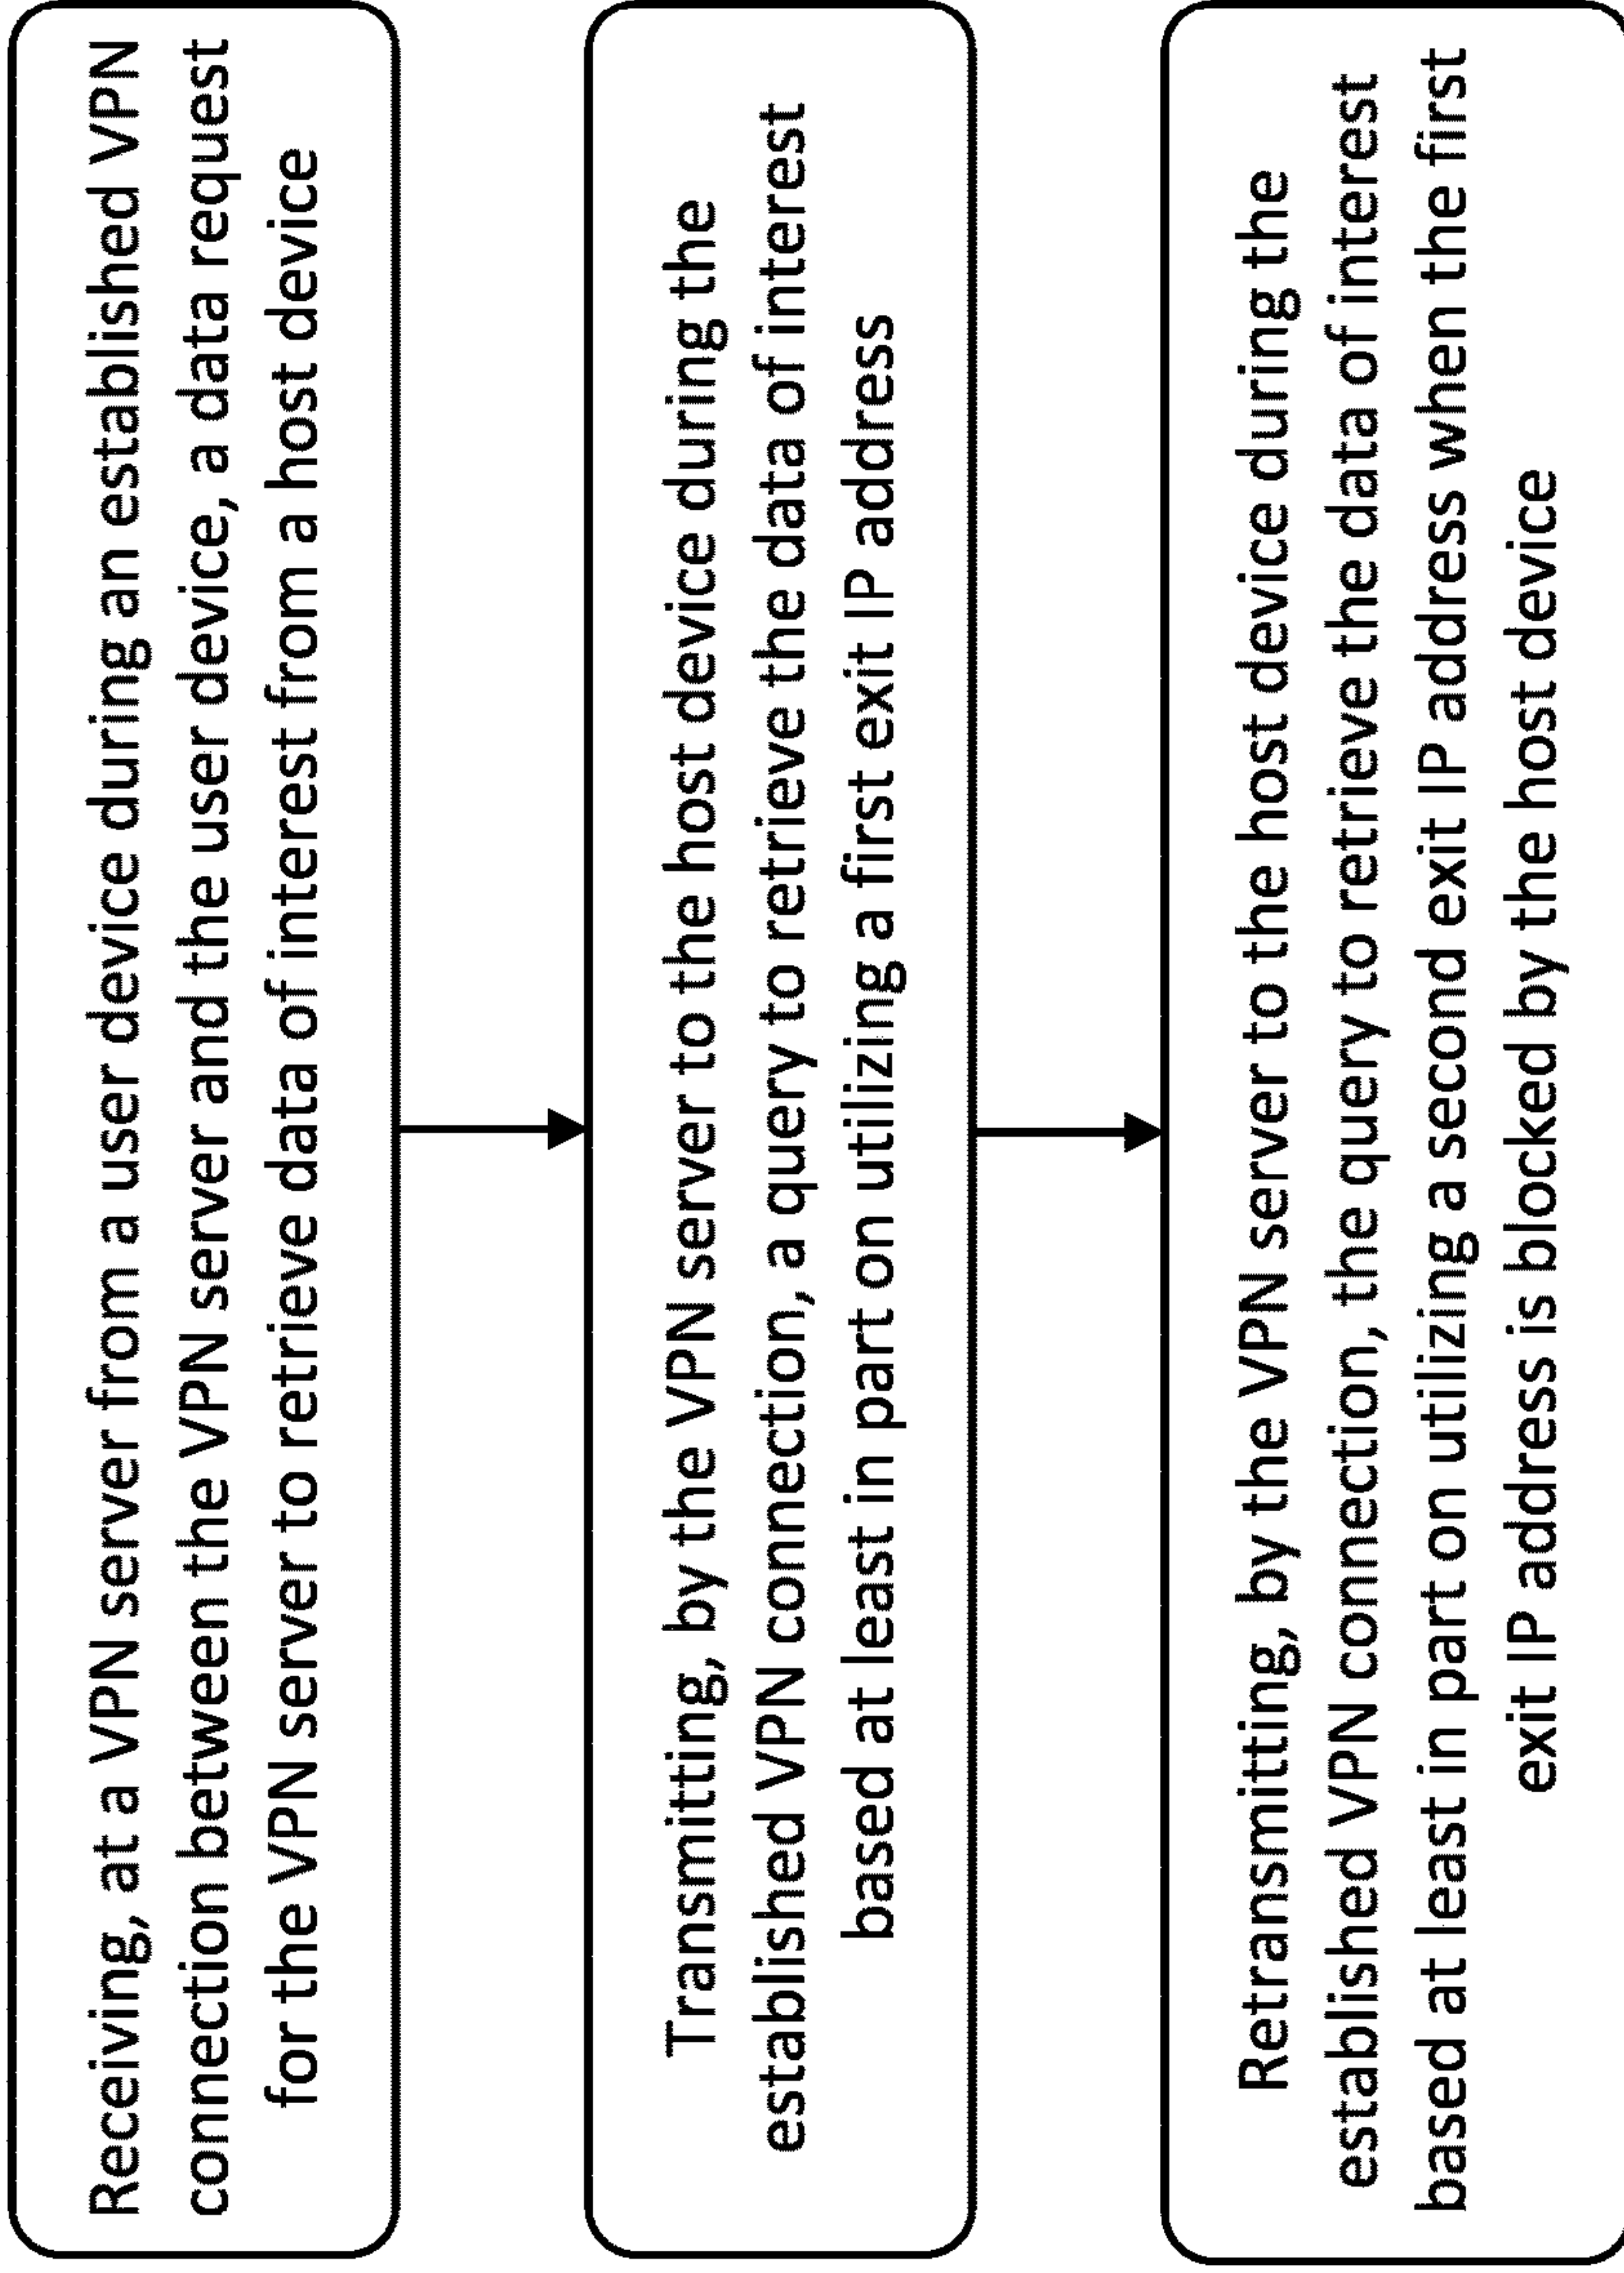 Receiving, at a VPN server from a user device during an established VPN
connection between the VPN server and the user device, a data request
for the VPN server to retrieve data of interest from a host device
Transmitting, by the VPN server to the host device during the
established VPN connection, a query to retrieve the data of interest
based at least in part on utilizing a first exit IP address
Retransmitting, by the VPN server to the host device during the
established VPN connection, the query to retrieve the data of interest
based at least in part on utilizing a second exit IP address when the first
exit IP address is blocked by the host device